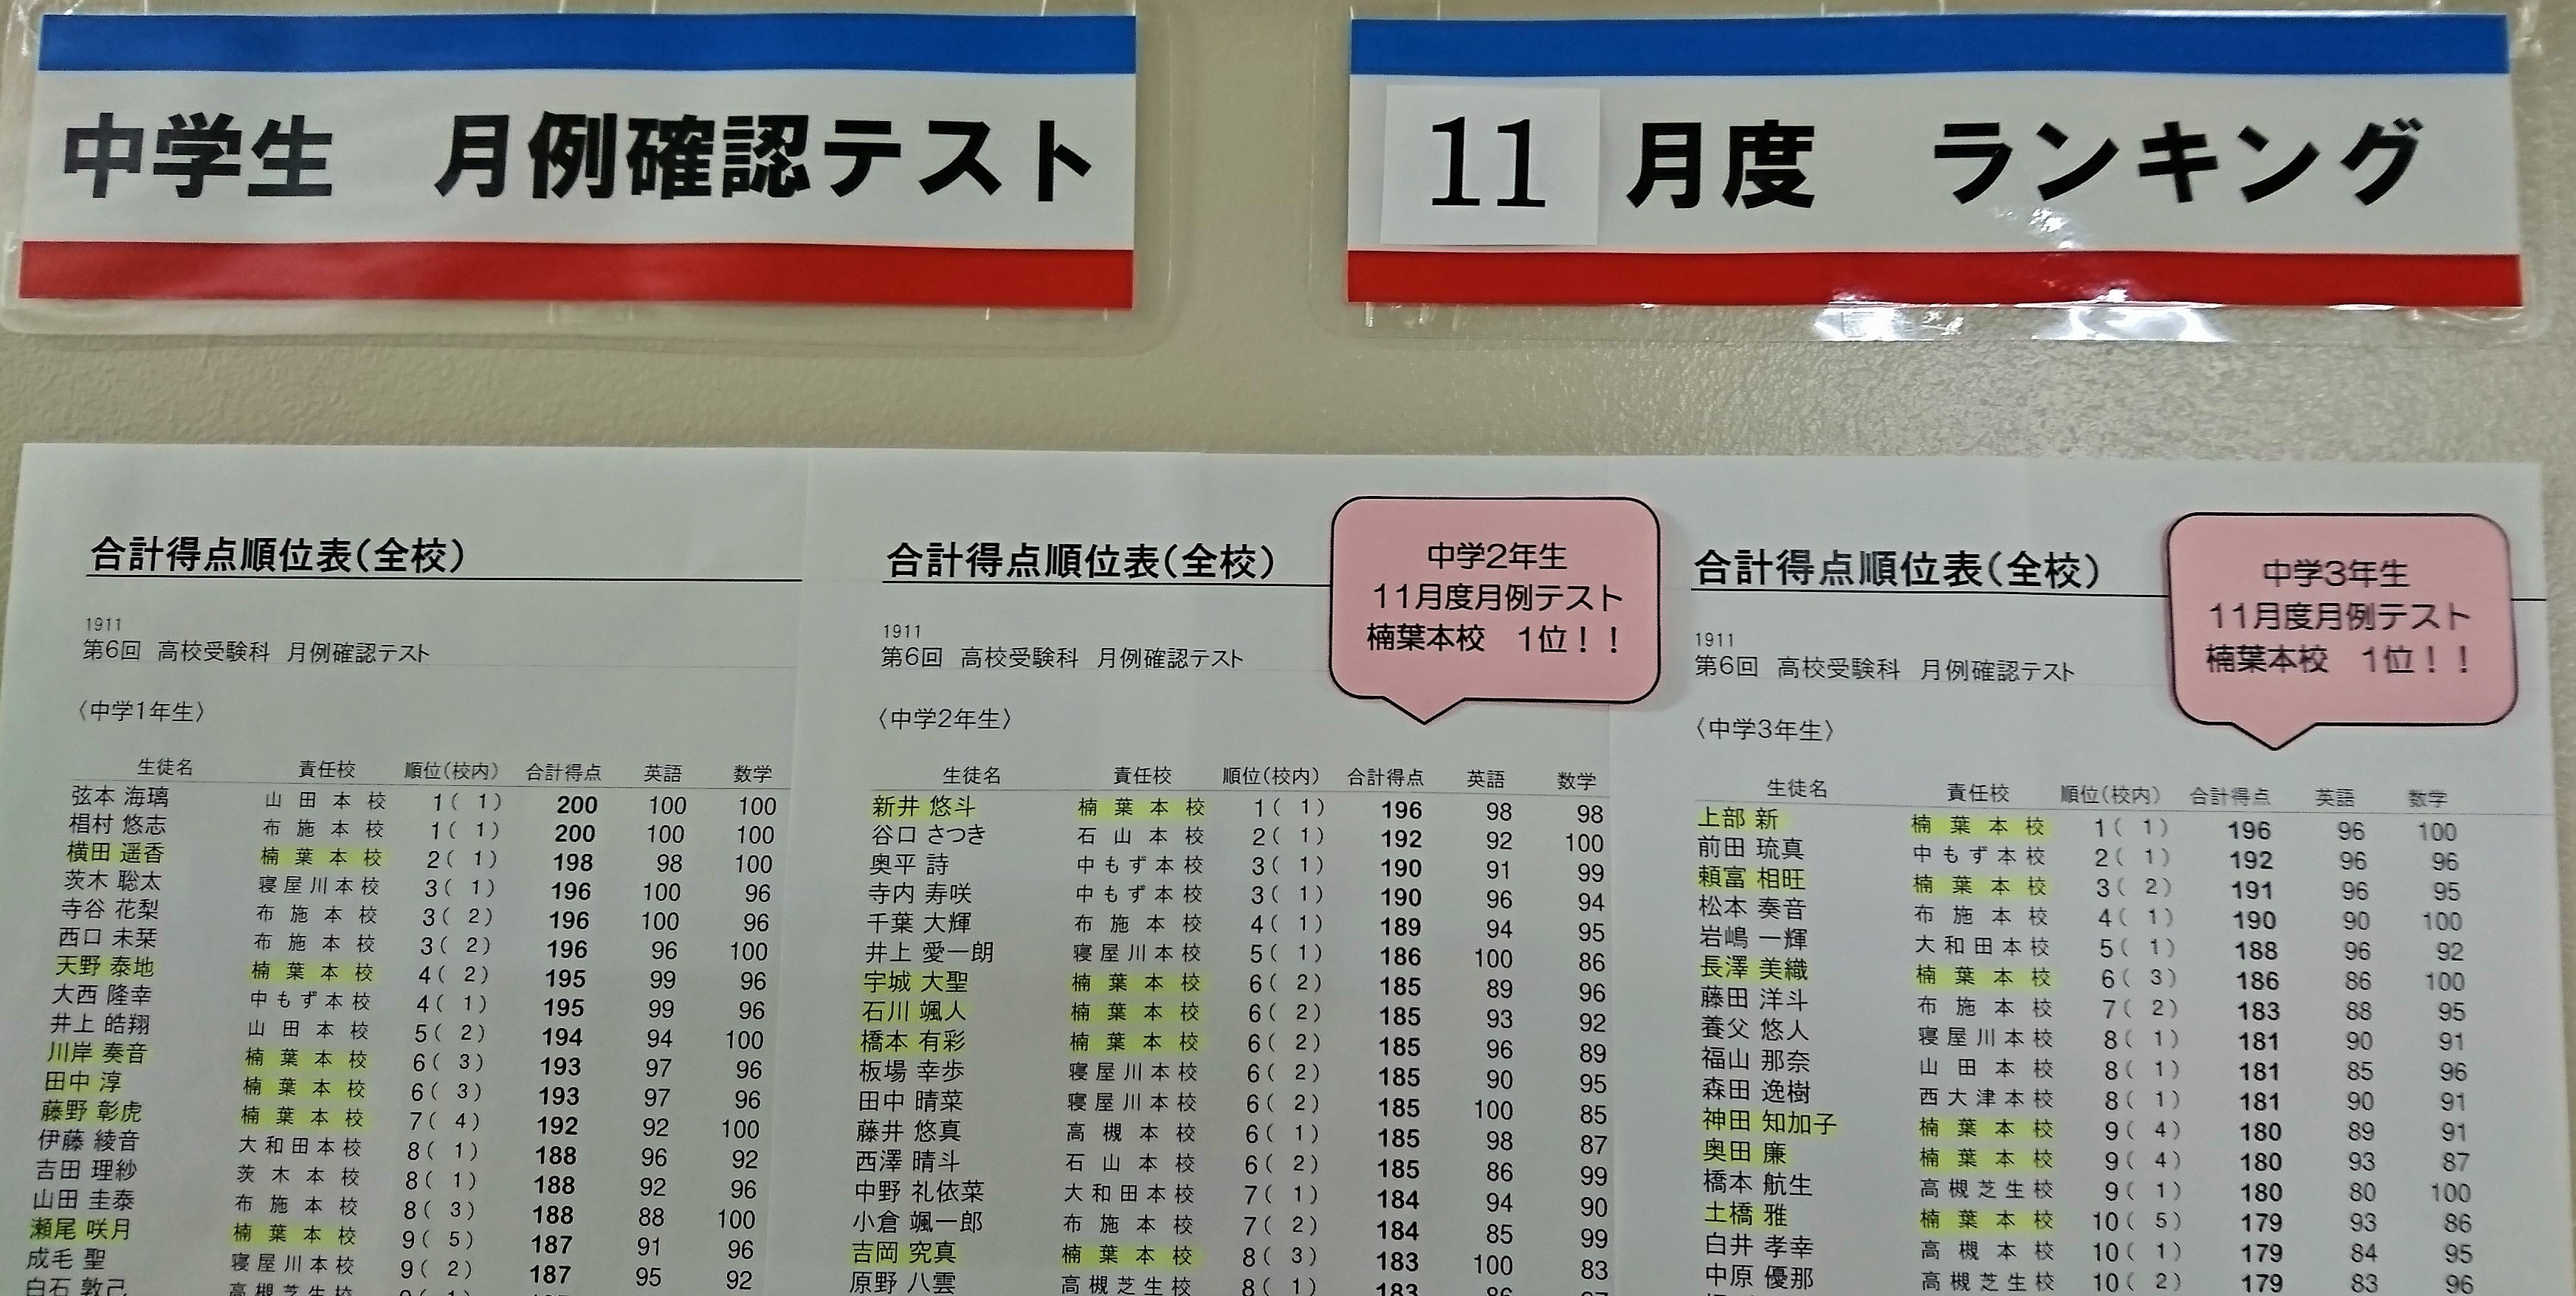 中学生 月例確認テスト
11 月度 ランキング
合計得点順位表(全校)
1911
第6回 高校受験科 月例確認テスト
〈中学1年生〉
生徒名 責任校 順位(校内) 合計得点 英語 数学
弦本 海璃 山田本校 1( 1) 200 100 100
椙村 悠志 布施本校 1( 1) 200 100 100
横田 遥香 楠葉本校 2( 1) 198 98 100
茨木 聡太 寝屋川本校 3( 1) 196 100 96
寺谷 花梨 布施本校 3( 2) 196 100 96
西口 未栞 布施本校 3( 2) 196 96 100
天野 泰地 楠葉本校 4( 2) 195 99 96
大西 隆幸 中もず本校 4( 1) 195 99 96
井上 皓翔 山田本校 5( 2) 194 94 100
川岸 奏音 楠葉本校 6( 3) 193 97 96
田中 淳 楠葉本校 6( 3) 193 97 96
藤野 彰虎 楠葉本校 7( 4) 192 92 100
伊藤 綾音 大和田本校 8( 1) 188 96 92
吉田 理紗 茨木本校 8( 1) 188 92 96
山田 圭泰 布施本校 8( 3) 188 88 100
瀬尾 咲月 楠葉本校 9( 5) 187 91 96
成毛 聖 寝屋川本校 9( 2) 187 95 92
白石 敦己 高槻芝生校
合計得点順位表(全校)
中学2年生
11月度月例テスト
楠葉本校 1位!!
1911
第6回 高校受験科 月例確認テスト
〈中学2年生〉
生徒名 責任校 順位(校内) 合計得点 英語 数学
新井 悠斗 楠葉本校 1( 1) 196 98 98
谷口 さつき 石山本校 2( 1) 192 92 100
奥平 詩 中もず本校 3( 1) 190 91 99
寺内 寿咲 中もず本校 3( 1) 190 96 94
千葉 大輝 布施本校 4( 1) 189 94 95
井上 愛一朗 寝屋川本校 5( 1) 186 100 86
宇城 大聖 楠葉本校 6( 2) 185 89 96
石川 颯人 楠葉本校 6( 2) 185 93 92
橋本 有彩 楠葉本校 6( 2) 185 96 89
板場 幸歩 寝屋川本校 6( 2) 185 90 95
田中 晴菜 寝屋川本校 6( 2) 185 100 85
藤井 悠真 高槻本校 6( 1) 185 98 87
西澤 晴斗 石山本校 6( 2) 185 86 99
中野 礼依菜 大和田本校 7( 1) 184 94 90
小倉 颯一郎 布施本校 7( 2) 184 85 99
吉岡 究真 楠葉本校 8( 3) 183 100 83
原野 八雲 高槻芝生校 8( 1) 183
合計得点順位表(全校)
中学3年生
11月度月例テスト
楠葉本校 1位!!
1911
第6回 高校受験科 月例確認テスト
〈中学3年生〉
生徒名 責任校 順位(校内) 合計得点 英語 数学
上部 新 楠葉本校 1( 1) 196 96 100
前田 琉真 中もず本校 2( 1) 192 96 96
頼富 相旺 楠葉本校 3( 2) 191 96 95
松本 奏音 布施本校 4( 1) 190 90 100
岩嶋 一輝 大和田本校 5( 1) 188 96 92
長澤 美織 楠葉本校 6( 3) 186 86 100
藤田 洋斗 布施本校 7( 2) 183 88 95
養父 悠人 寝屋川本校 8( 1) 181 90 91
福山 那奈 山田本校 8( 1) 181 85 96
森田 逸樹 西大津本校 8( 1) 181 90 91
神田 知加子 楠葉本校 9( 4) 180 89 91
奥田 廉 楠葉本校 9( 4) 180 93 87
橋本 航生 高槻芝生校 9( 1) 180 80 100
土橋 雅 楠葉本校 10( 5) 179 93 86
白井 孝幸 高槻本校 10( 1) 179 84 95
中原 優那 高槻芝生校 10( 2) 179 83 96